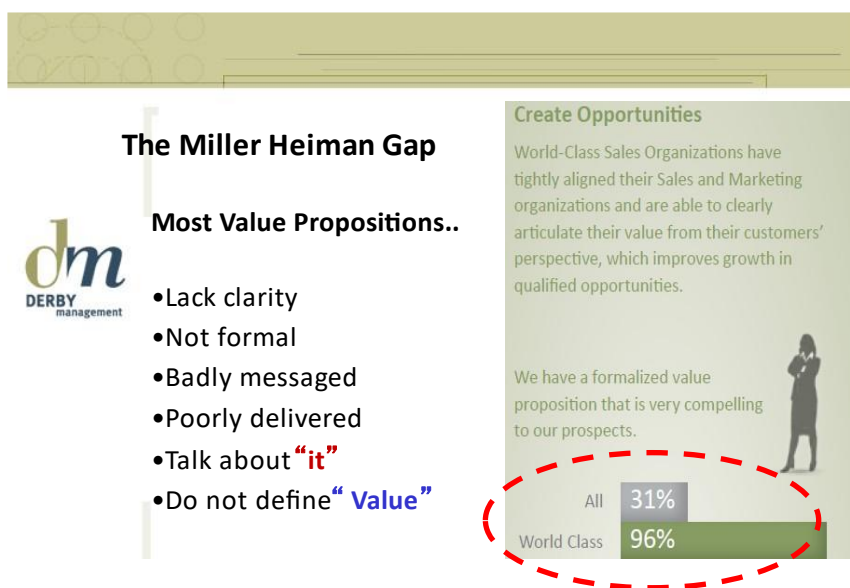 The Miller Heiman Gap
Most Value Propositions..
•Lack clarity
•Not formal
•Badly messaged
•Poorly delivered
•Talk about “it”
•Do not define “ Value”
dm
DERBY
management
Create Opportunities
World-Class Sales Organizations have
tightly aligned their Sales and Marketing
organizations and are able to clearly
articulate their value from their customers’
perspective, which improves growth in
qualified opportunities.
We have a formalized value
proposition that is very compelling
to our prospects.
All 31%
World Class 96%